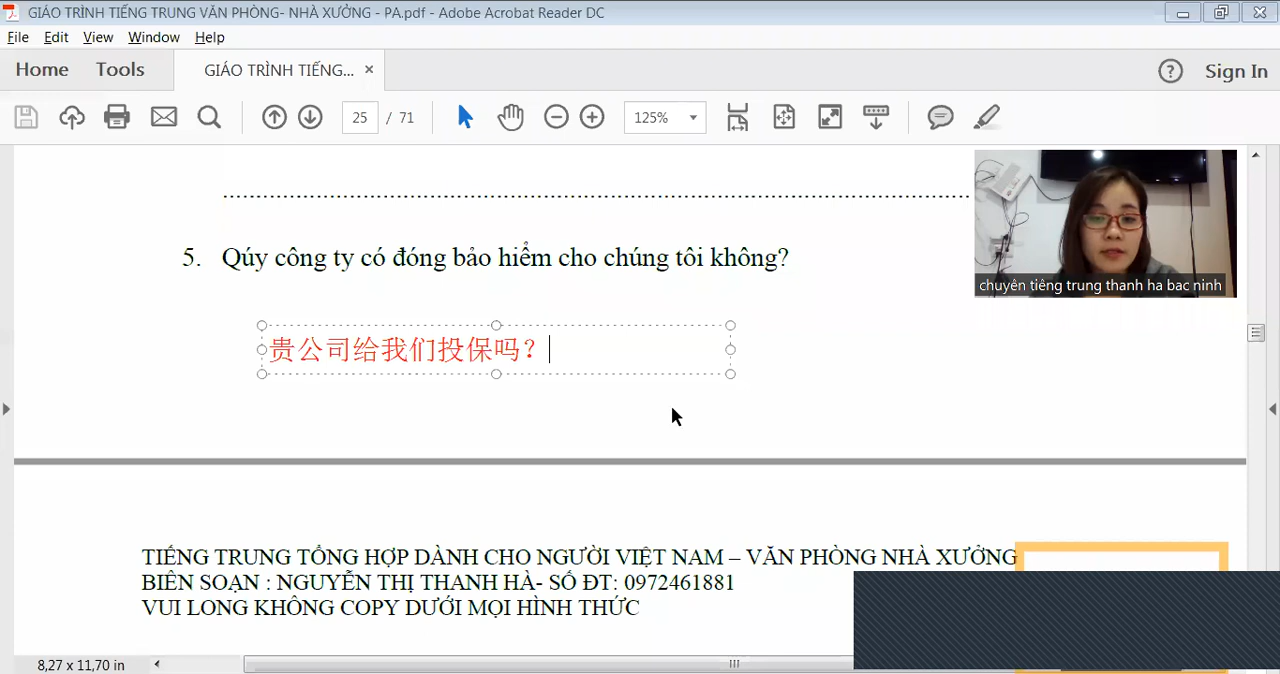 GIÁO TRÌNH TIẾNG TRUNG VĂN PHÒNG- NHÀ XƯỞNG - PA.pdf - Adobe Acrobat Reader DC
File Edit View Window Help
Home Tools GIÁO TRÌNH TIẾNG... × ? Sign In
25 / 71 125%
5. Qúy công ty có đóng bảo hiểm cho chúng tôi không?
chuyên tiêng trung thanh ha bac ninh
贵公司给我们投保吗？
TIẾNG TRUNG TỔNG HỢP DÀNH CHO NGƯỜI VIỆT NAM – VĂN PHÒNG NHÀ XƯỞNG
BIÊN SOẠN : NGUYỄN THỊ THANH HÀ- SỐ ĐT: 0972461881
VUI LONG KHÔNG COPY DƯỚI MỌI HÌNH THỨC
8,27 x 11,70 in